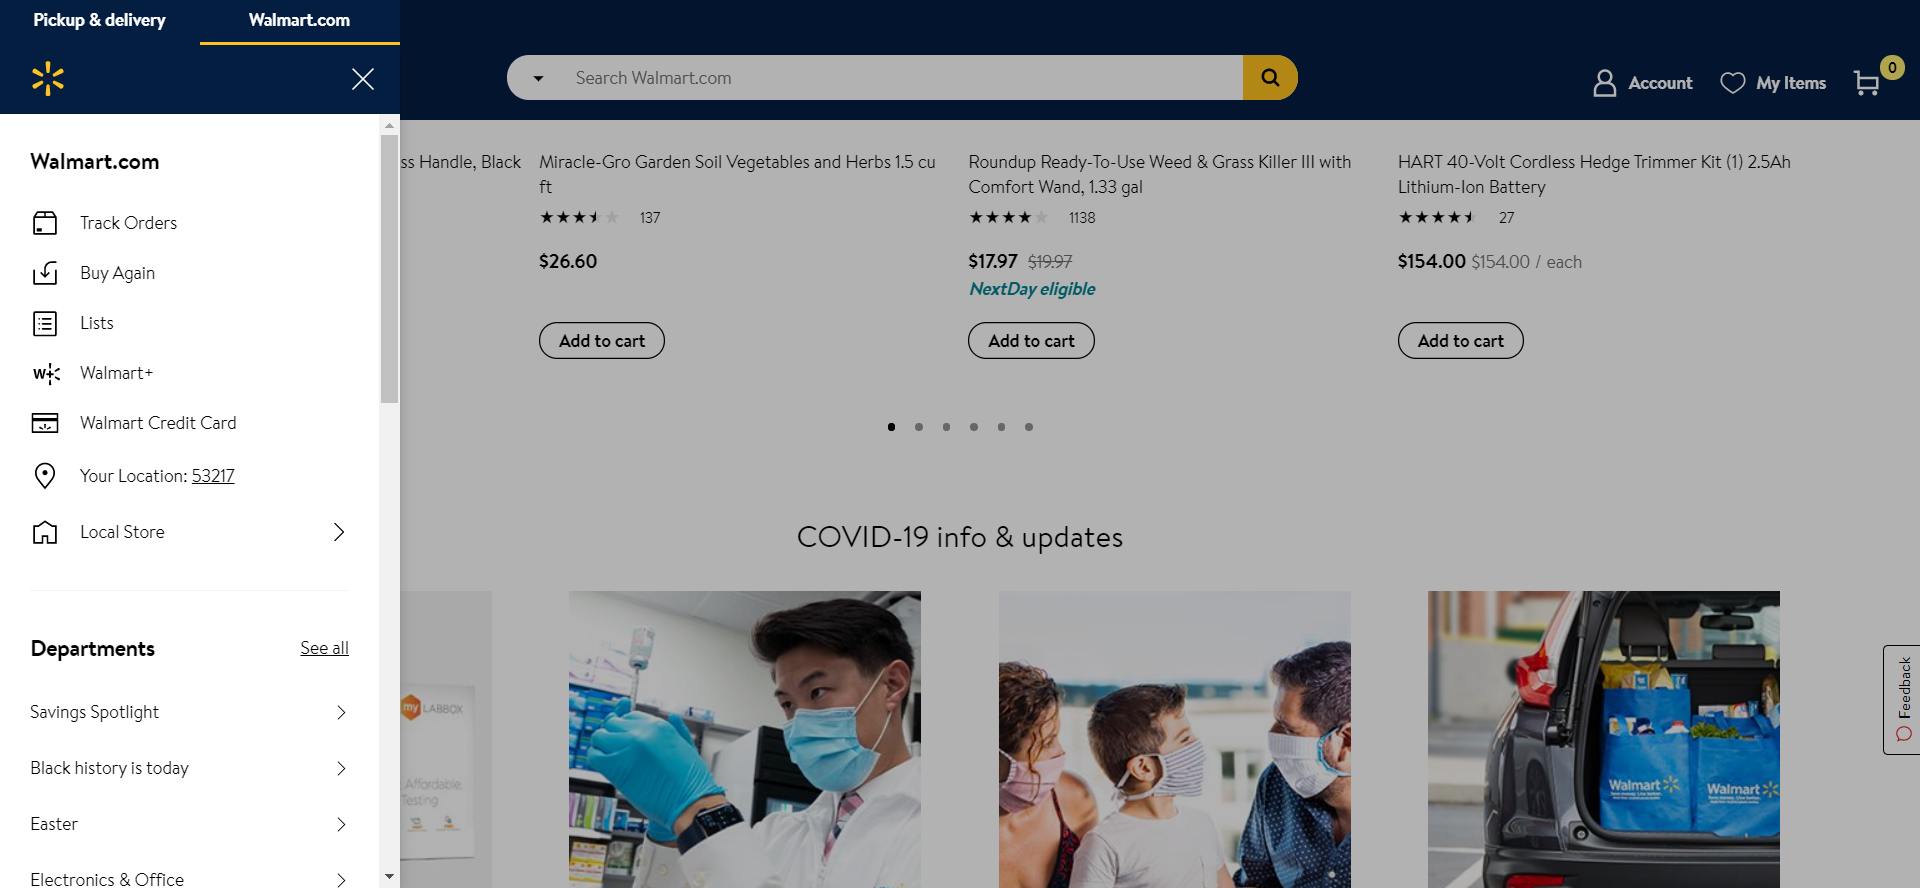 Pickup & delivery
Walmart.com
Search Walmart.com
Account
My Items
0
Walmart.com
Track Orders
Buy Again
Lists
W+
Walmart+
Walmart Credit Card
Your Location: 53217
Local Store
Departments
See all
Savings Spotlight
Black history is today
Easter
Electronics & Office
ss Handle, Black
Miracle-Gro Garden Soil Vegetables and Herbs 1.5 cu
ft
137
$26.60
Add to cart
Roundup Ready-To-Use Weed & Grass Killer III with
Comfort Wand, 1.33 gal
1138
$17.97 $19.97
NextDay eligible
Add to cart
HART 40-Volt Cordless Hedge Trimmer Kit (1) 2.5Ah
Lithium-Ion Battery
27
$154.00 $154.00 / each
Add to cart
COVID-19 info & updates
my LABBOX
Affordable.
Testing
Walmart
Walmart
Feedback